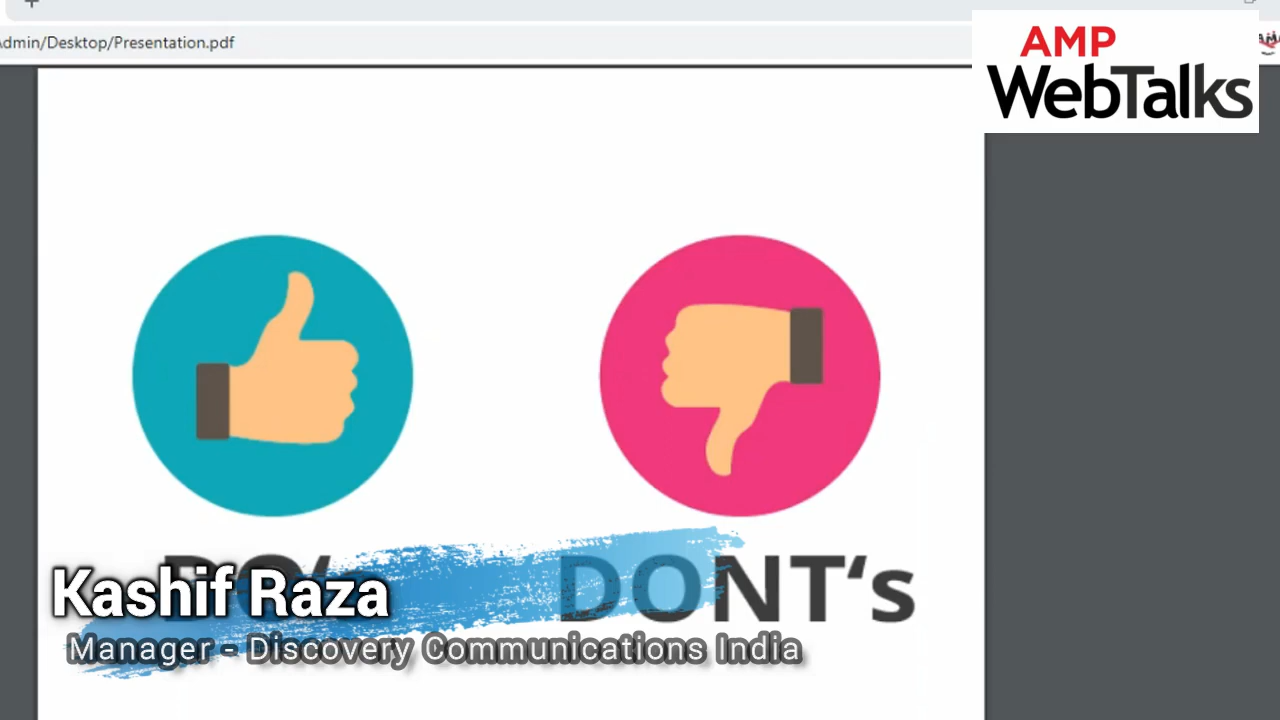 Admin/Desktop/Presentation.pdf
AMP
WebTalks
DONT‘s
Kashif Raza
Manager - Discovery Communications India